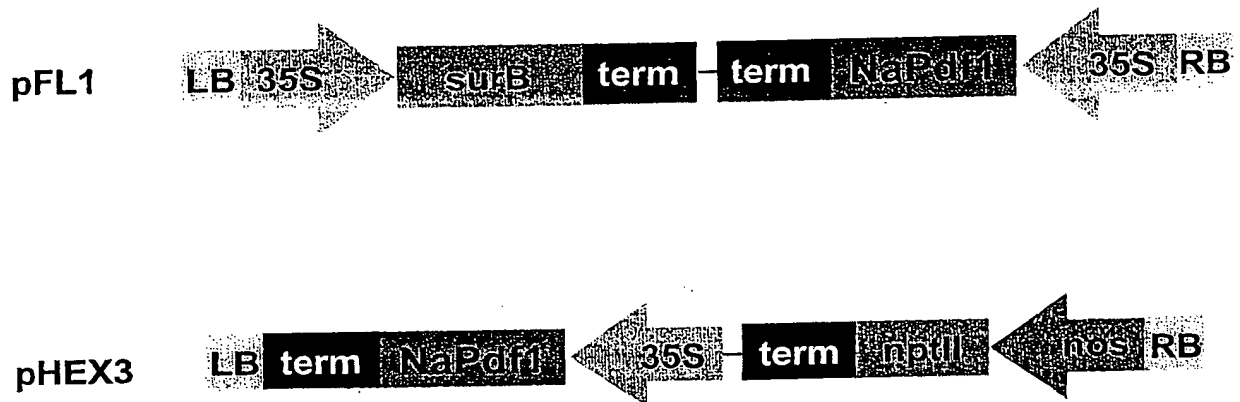 pFL1 LB 35S surB term term NaPdf1 35S RB
pHEX3 LB term NaPdf1 35S term nptII nos RB